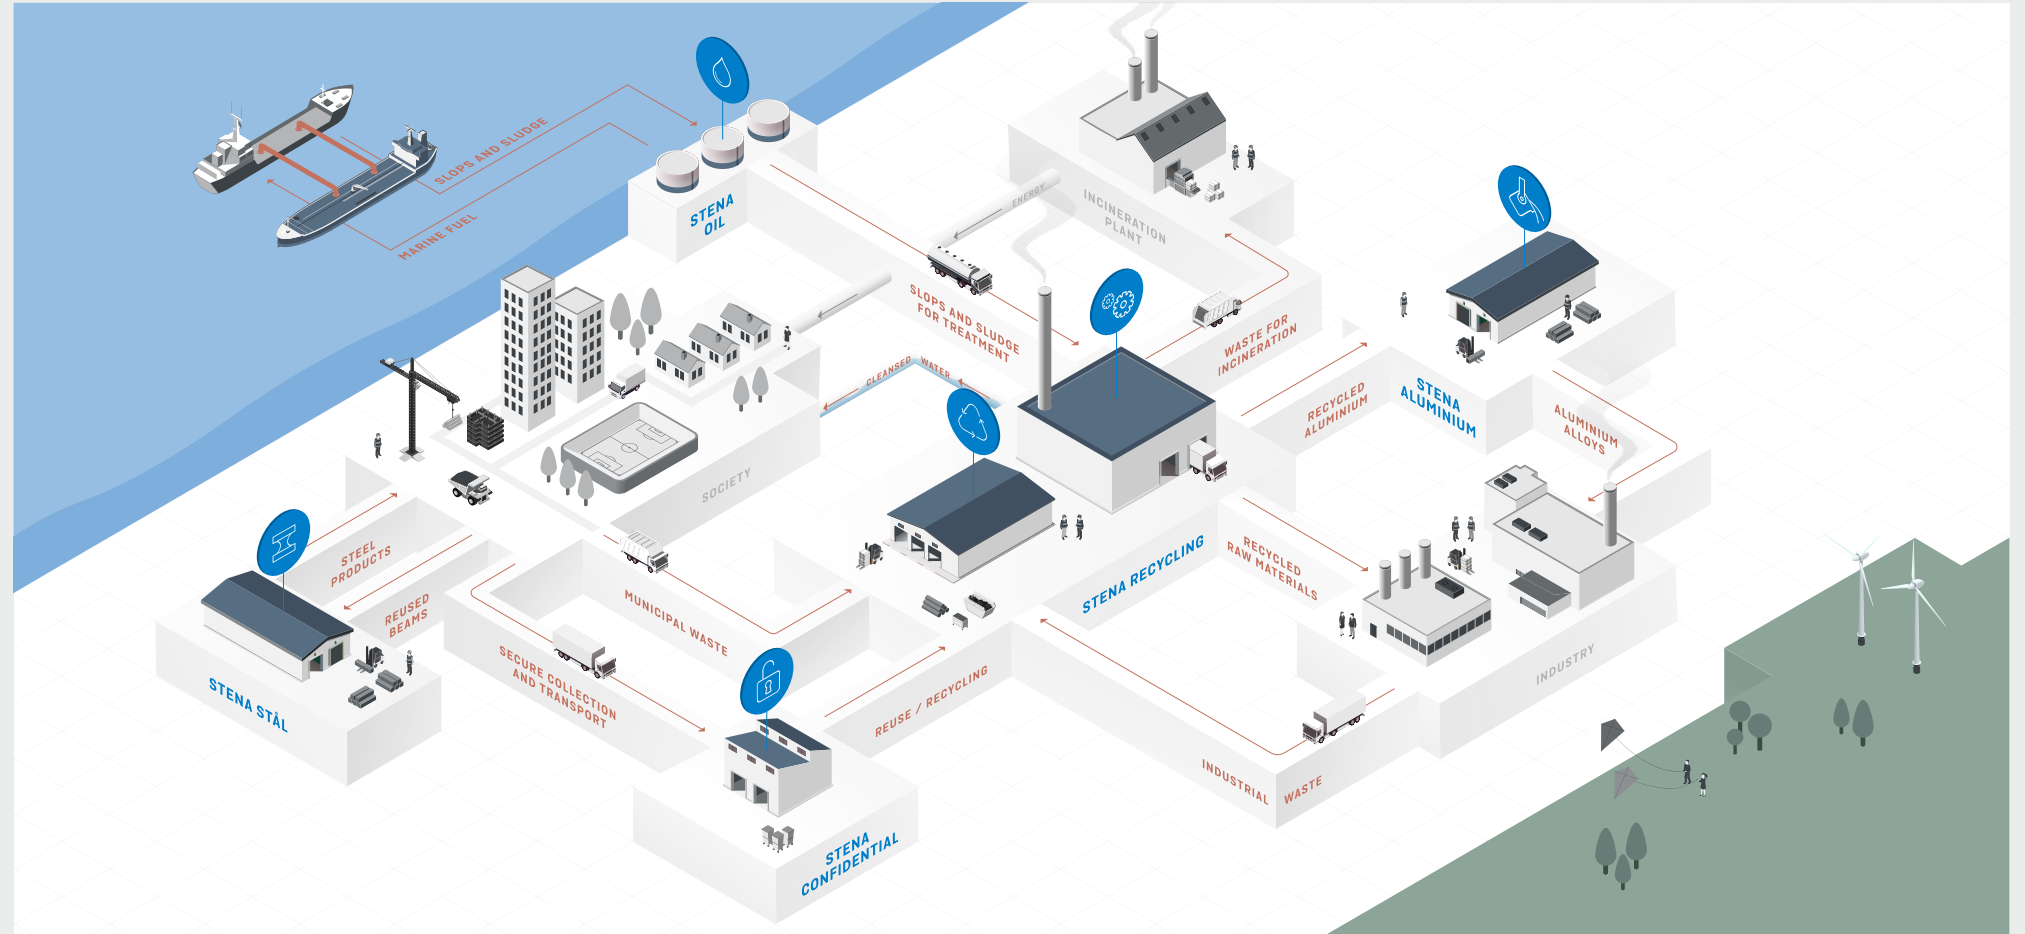 SLOPS AND SLUDGE
MARINE FUEL
STENA
OIL
ENERGY
INCINERATION
PLANT
SLOPS AND SLUDGE
FOR TREATMENT
WASTE FOR
INCINERATION
CLEANSED WATER
RECYCLED
ALUMINIUM
STENA
ALUMINIUM
ALUMINIUM
ALLOYS
SOCIETY
STEEL
PRODUCTS
REUSED
BEAMS
STENA STÅL
MUNICIPAL WASTE
SECURE COLLECTION
AND TRANSPORT
STENA RECYCLING
RECYCLED
RAW MATERIALS
REUSE / RECYCLING
INDUSTRY
INDUSTRIAL WASTE
STENA
CONFIDENTIAL